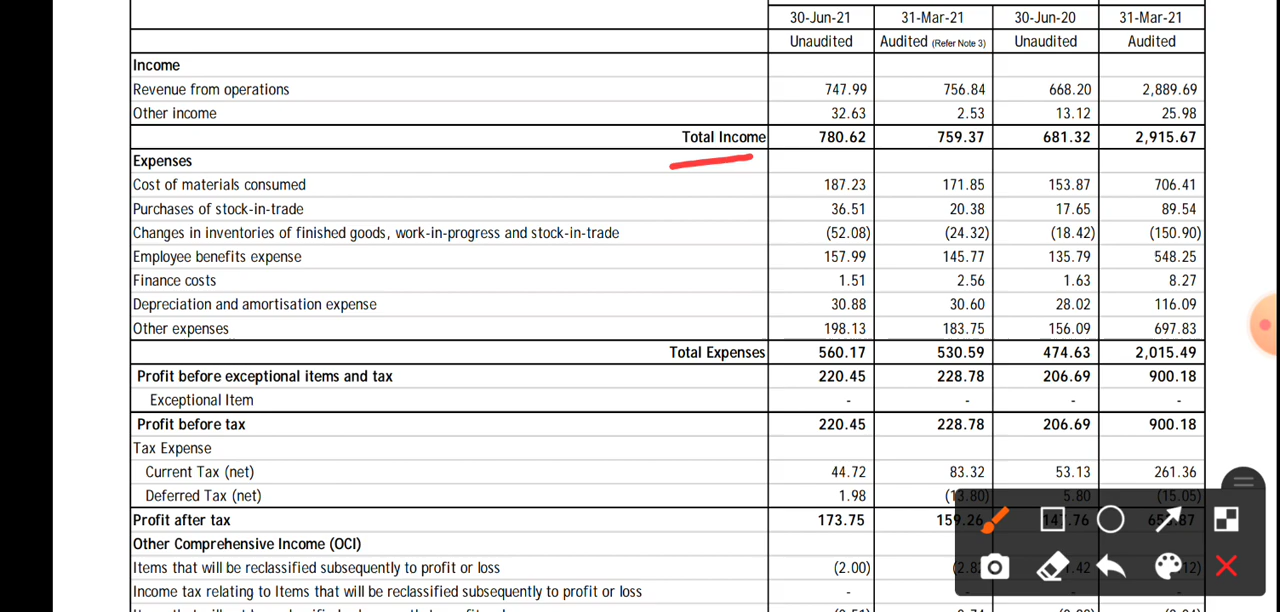 30-Jun-21 31-Mar-21 30-Jun-20 31-Mar-21
Unaudited Audited (Refer Note 3) Unaudited Audited
Income
Revenue from operations 747.99 756.84 668.20 2,889.69
Other income 32.63 2.53 13.12 25.98
Total Income 780.62 759.37 681.32 2,915.67
Expenses
Cost of materials consumed 187.23 171.85 153.87 706.41
Purchases of stock-in-trade 36.51 20.38 17.65 89.54
Changes in inventories of finished goods, work-in-progress and stock-in-trade (52.08) (24.32) (18.42) (150.90)
Employee benefits expense 157.99 145.77 135.79 548.25
Finance costs 1.51 2.56 1.63 8.27
Depreciation and amortisation expense 30.88 30.60 28.02 116.09
Other expenses 198.13 183.75 156.09 697.83
Total Expenses 560.17 530.59 474.63 2,015.49
Profit before exceptional items and tax 220.45 228.78 206.69 900.18
Exceptional Item - - - -
Profit before tax 220.45 228.78 206.69 900.18
Tax Expense
Current Tax (net) 44.72 83.32 53.13 261.36
Deferred Tax (net) 1.98 (13.80) 5.80 (15.05)
Profit after tax 173.75 159.26 147.76
Other Comprehensive Income (OCI)
Items that will be reclassified subsequently to profit or loss (2.00)
Income tax relating to Items that will be reclassified subsequently to profit or loss -